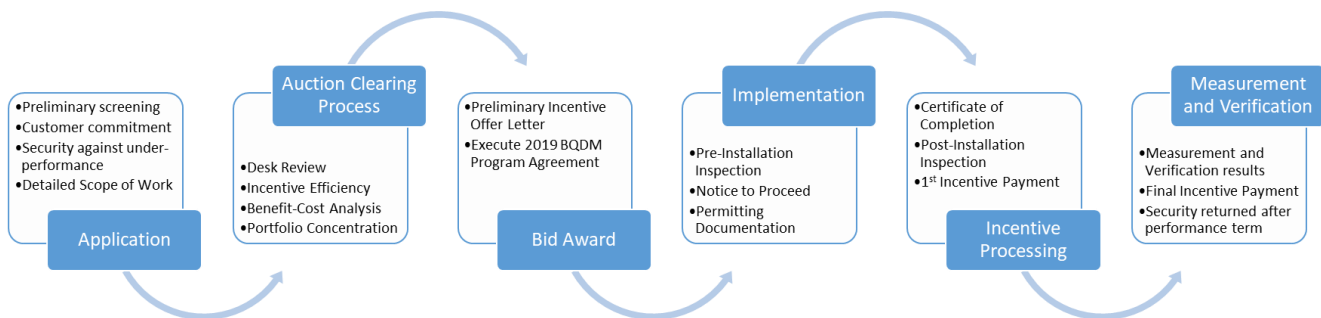 •Preliminary screening
•Customer commitment
•Security against under-
performance
•Detailed Scope of Work
Application
Auction Clearing
Process
•Desk Review
•Incentive Efficiency
•Benefit-Cost Analysis
•Portfolio Concentration
•Preliminary Incentive
Offer Letter
•Execute 2019 BQDM
Program Agreement
Bid Award
Implementation
•Pre-Installation
Inspection
•Notice to Proceed
•Permitting
Documentation
•Certificate of
Completion
•Post-Installation
Inspection
•1st Incentive Payment
Incentive
Processing
Measurement
and Verification
•Measurement and
Verification results
•Final Incentive Payment
•Security returned after
performance term